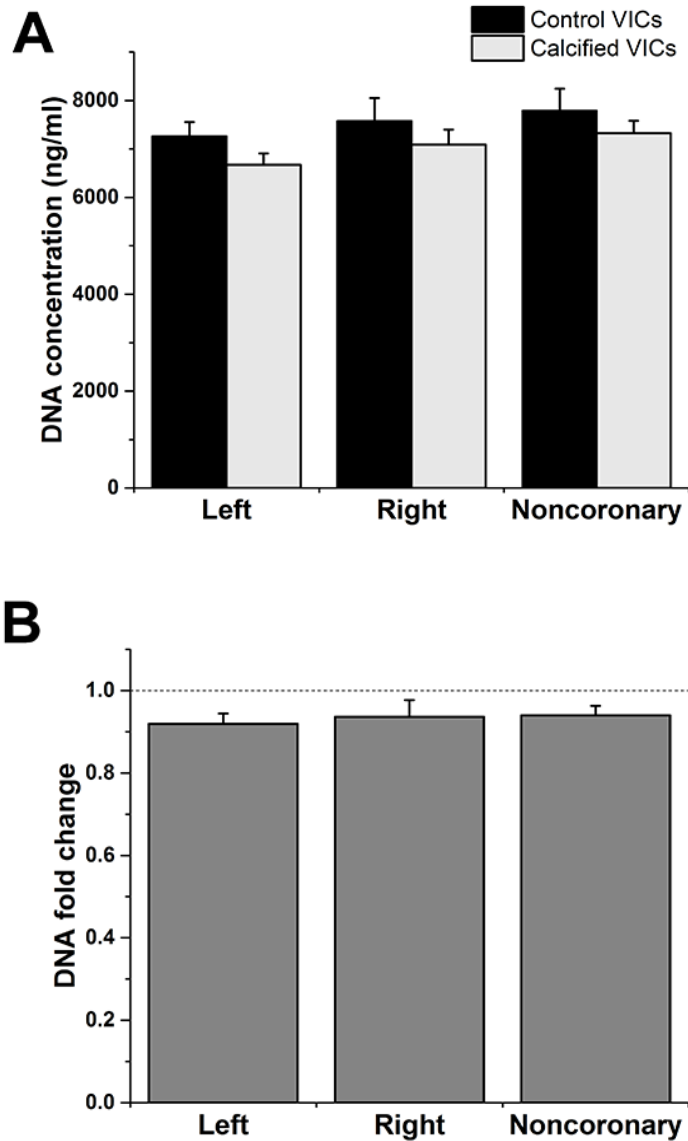 A
Control VICs
Calcified VICs
DNA concentration (ng/ml)
8000
6000
4000
2000
0
Left Right Noncoronary
B
DNA fold change
1.0
0.8
0.6
0.4
0.2
0.0
Left Right Noncoronary